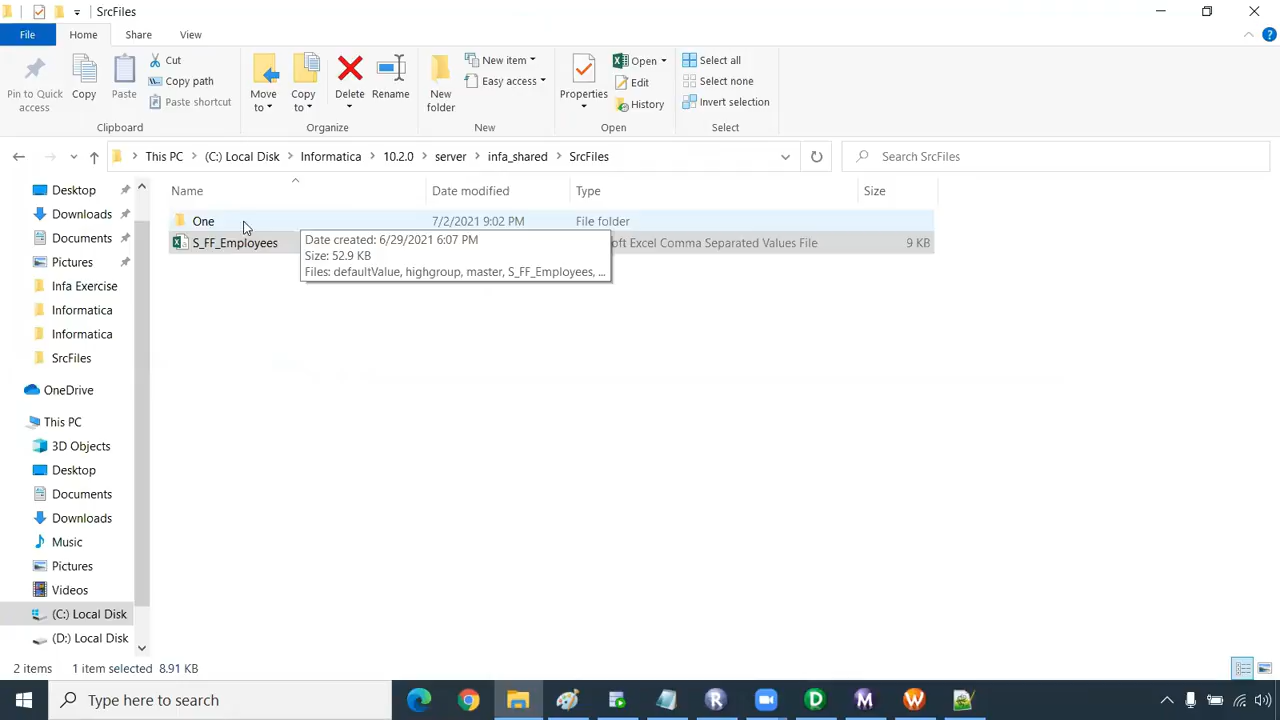 SrcFiles
File Home Share View
Pin to Quick access
Copy
Paste
Cut
Copy path
Paste shortcut
Clipboard
Move to
Copy to
Delete
Rename
Organize
New folder
New item
Easy access
New
Properties
Open
Edit
History
Open
Select all
Select none
Invert selection
Select
This PC > (C:) Local Disk > Informatica > 10.2.0 > server > infa_shared > SrcFiles
Search SrcFiles
Name Date modified Type Size
One 7/2/2021 9:02 PM File folder
S_FF_Employees oft Excel Comma Separated Values File 9 KB
Date created: 6/29/2021 6:07 PM
Size: 52.9 KB
Files: defaultValue, highgroup, master, S_FF_Employees, ...
Desktop
Downloads
Documents
Pictures
Infa Exercise
Informatica
Informatica
SrcFiles
OneDrive
This PC
3D Objects
Desktop
Documents
Downloads
Music
Pictures
Videos
(C:) Local Disk
(D:) Local Disk
2 items 1 item selected 8.91 KB
Type here to search